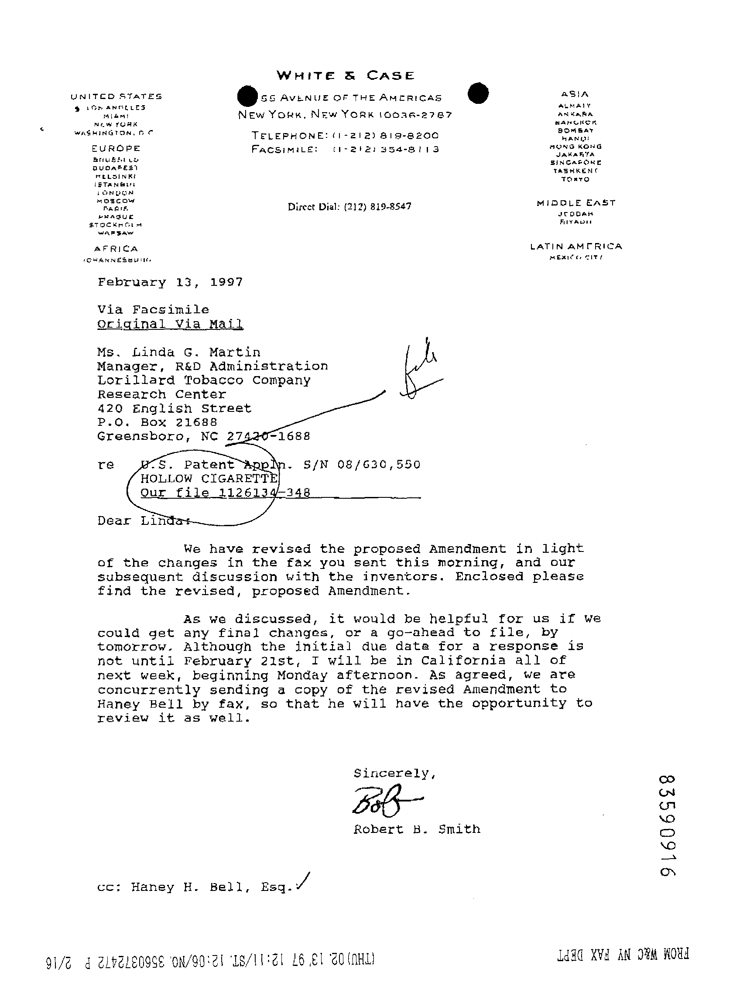 WHITE & CASE
UNITED STATES
LOS ANGELES
MIAMI
NEW YORK
WASHINGTON, D.C.
EUROPE
BRUSSELS
BUDAPEST
HELSINKI
ISTANBUL
LONDON
MOSCOW
PARIS
PRAGUE
STOCKHOLM
WARSAW
AFRICA
JOHANNESBURG
55 AVENUE OF THE AMERICAS
NEW YORK, NEW YORK 10036-2787
TELEPHONE: (1-212) 819-8200
FACSIMILE: (1-212) 354-8113
Direct Dial: (212) 819-8547
ASIA
ALMATY
ANKARA
BANGKOK
BOMBAY
HANOI
HONG KONG
JAKARTA
SINGAPORE
TASHKENT
TOKYO
MIDDLE EAST
JEDDAH
RIYADH
LATIN AMERICA
MEXICO CITY
February 13, 1997
Via Facsimile
Original Via Mail
Ms. Linda G. Martin
Manager, R&D Administration
Lorillard Tobacco Company
Research Center
420 English Street
P.O. Box 21688
Greensboro, NC 27420-1688
file
re U.S. Patent Appln. S/N 08/630,550
HOLLOW CIGARETTE
Our file 1126134-348
Dear Linda:
We have revised the proposed Amendment in light
of the changes in the fax you sent this morning, and our
subsequent discussion with the inventors. Enclosed please
find the revised, proposed Amendment.
As we discussed, it would be helpful for us if we
could get any final changes, or a go-ahead to file, by
tomorrow. Although the initial due data for a response is
not until February 21st, I will be in California all of
next week, beginning Monday afternoon. As agreed, we are
concurrently sending a copy of the revised Amendment to
Haney Bell by fax, so that he will have the opportunity to
review it as well.
Sincerely,
Bob
Robert B. Smith
83590916
cc: Haney H. Bell, Esq.
FROM W&C NY FAX DEPT
(THU) 02. 13' 97 12:11/ST. 12:06/NO. 3560372472 P 2/16